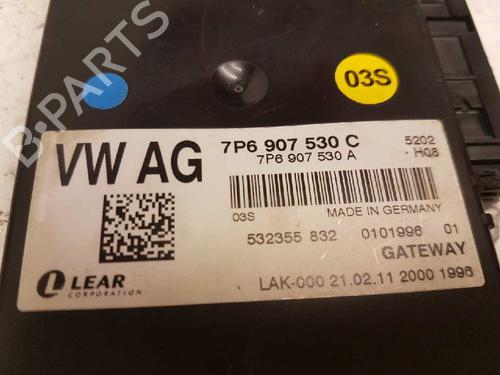 B-PARTS
03S
VW AG
7P6 907 530 C
7P6 907 530 A
5202
HQ8
03S
MADE IN GERMANY
532355 832 0101996 01
GATEWAY
LEAR
CORPORATION
LAK-000 21.02.11 2000 1996